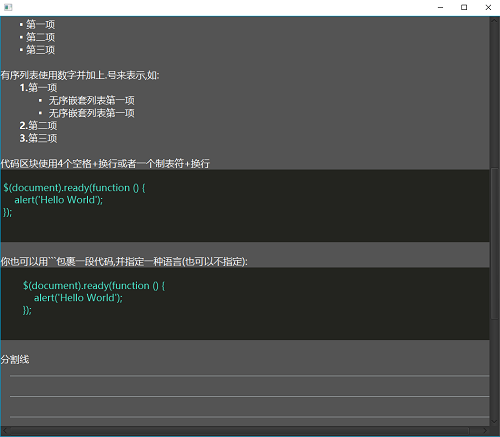 ▪ 第一项
▪ 第二项
▪ 第三项
有序列表使用数字并加上.号来表示,如:
1.第一项
▪ 无序嵌套列表第一项
▪ 无序嵌套列表第一项
2.第二项
3.第三项
代码区块使用4个空格+换行或者一个制表符+换行
$(document).ready(function () {
alert('Hello World');
});
你也可以用```包裹一段代码,并指定一种语言(也可以不指定):
$(document).ready(function () {
alert('Hello World');
});
分割线